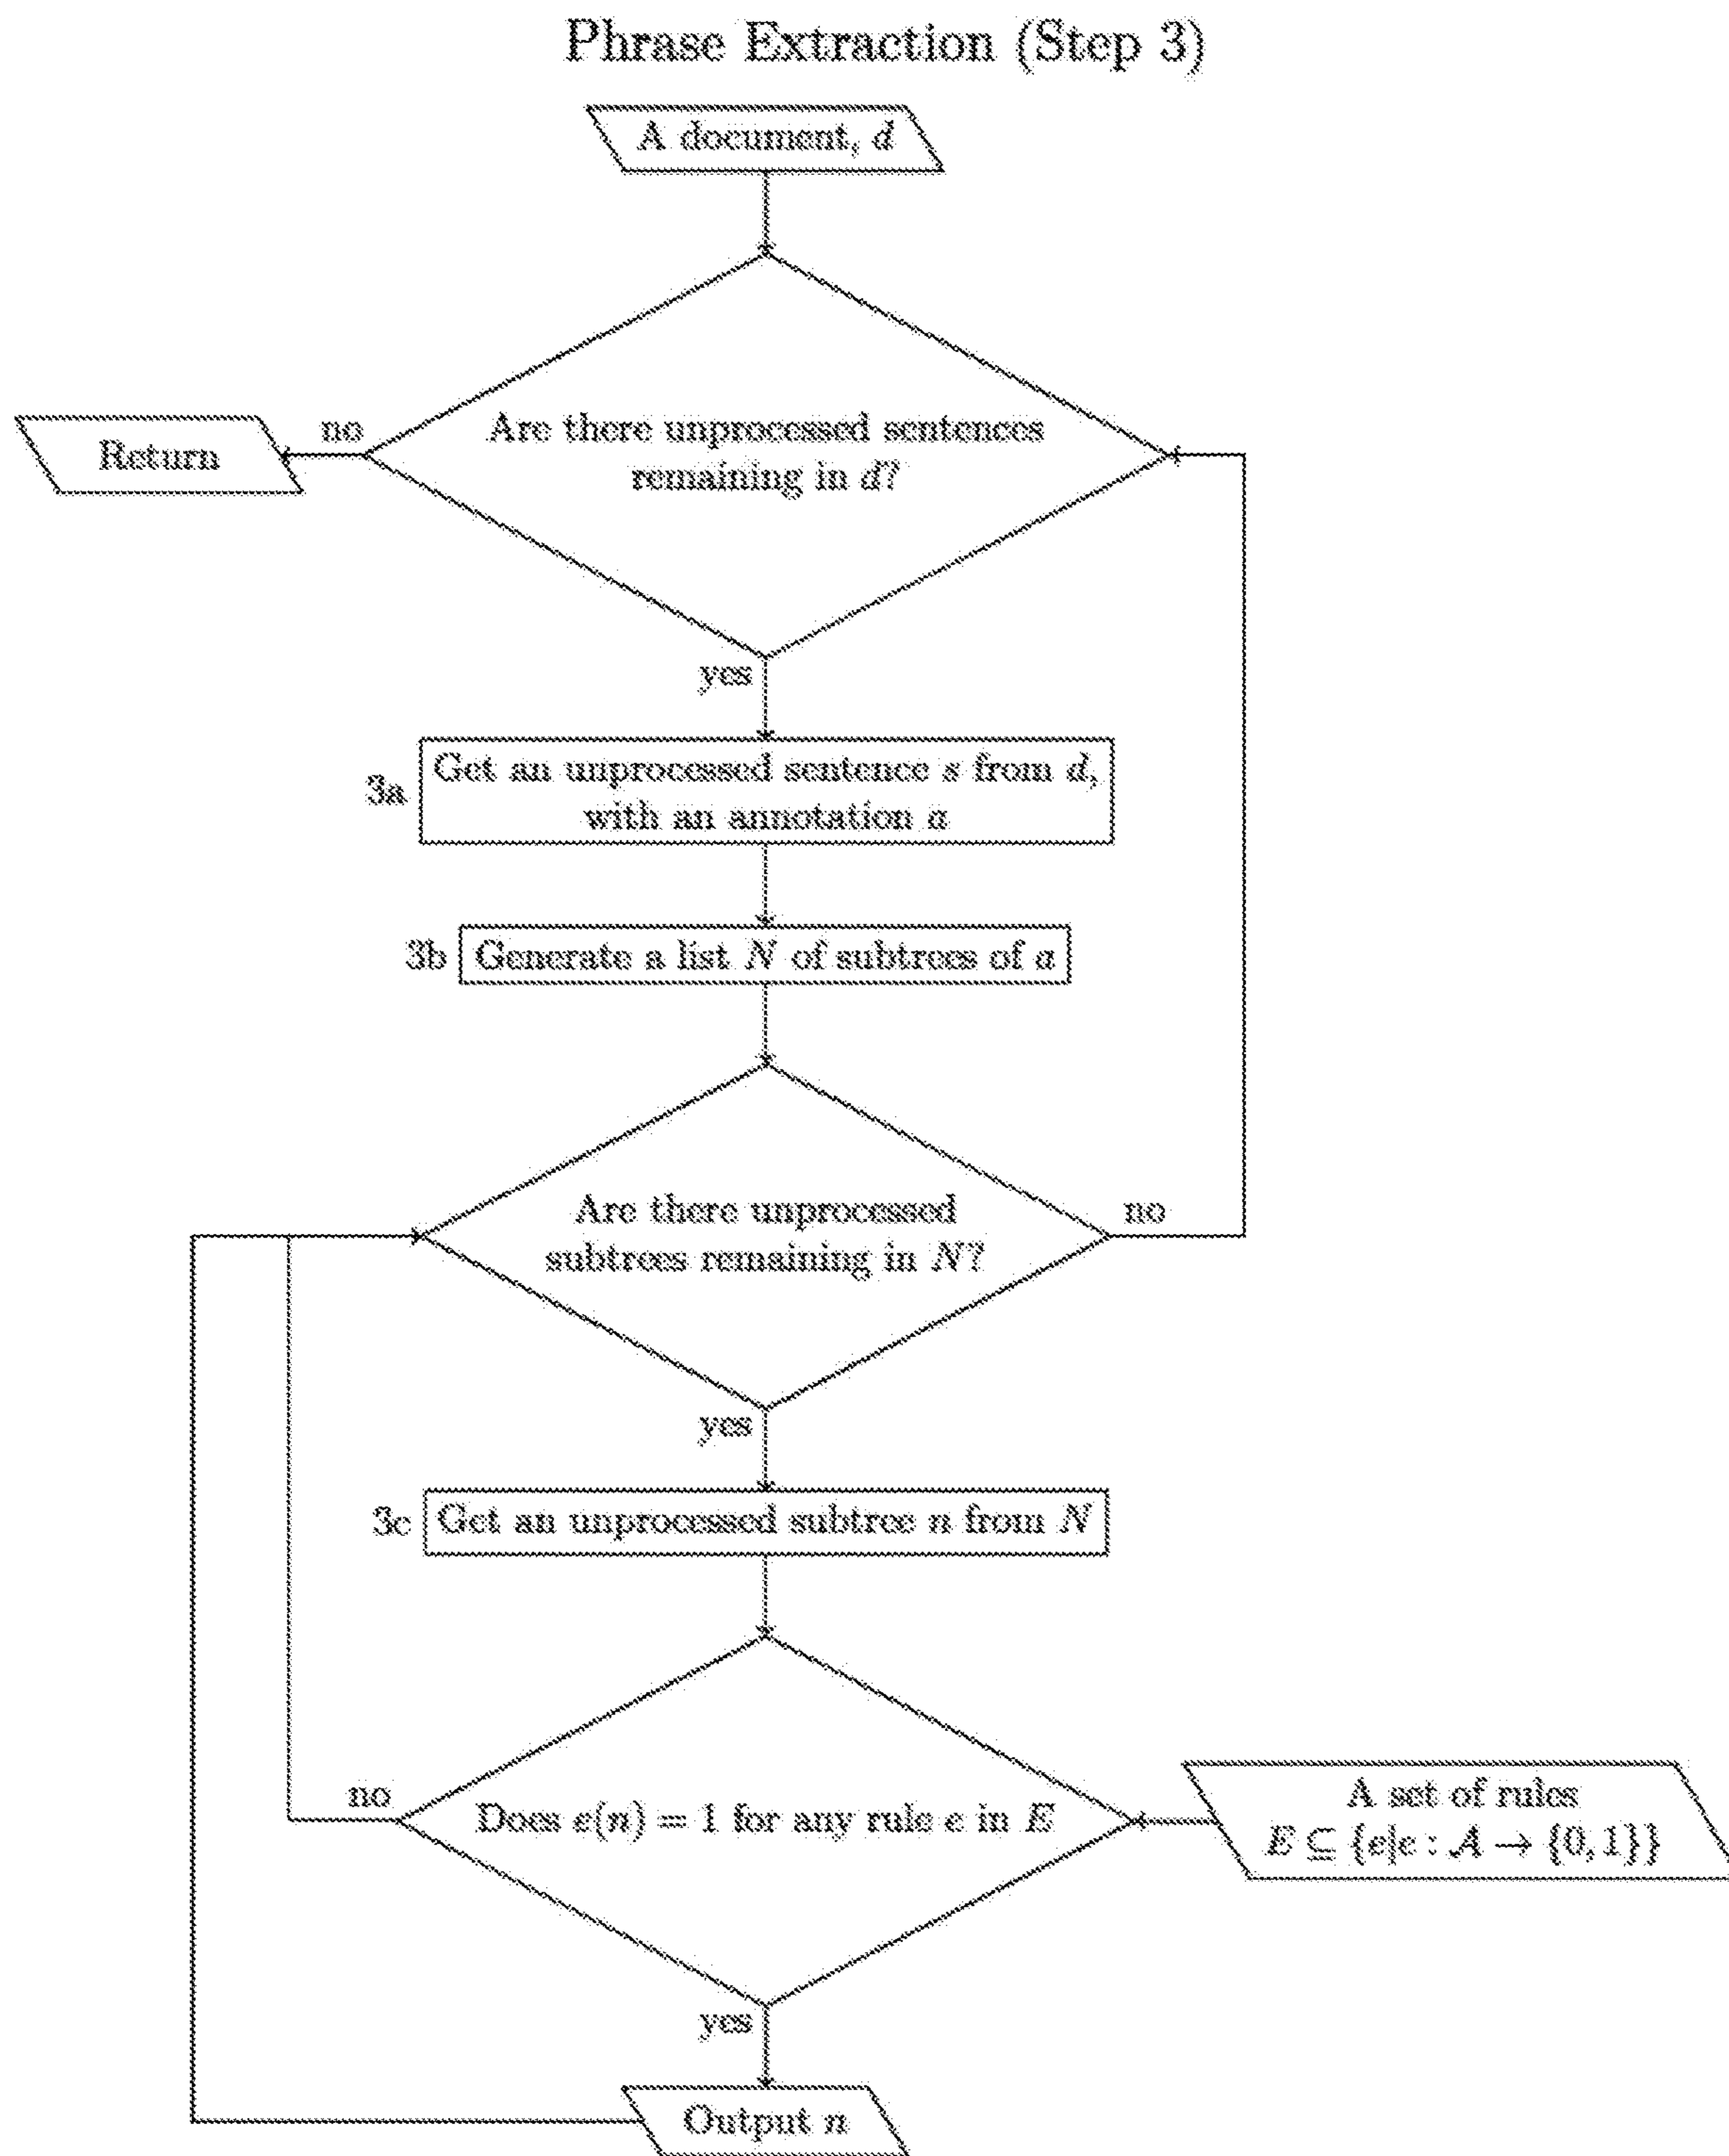 Phrase Extraction (Step 3)
A document, d
Are there unprocessed sentences
remaining in d?
no
Return
yes
3a
Get an unprocessed sentence s from d,
with an annotation a
3b
Generate a list N of subtrees of a
Are there unprocessed
subtrees remaining in N?
no
yes
3c
Get an unprocessed subtree n from N
Does e(n) = 1 for any rule e in E
no
A set of rules
E ⊆ {e|e : 𝒜 → {0, 1}}
yes
Output n